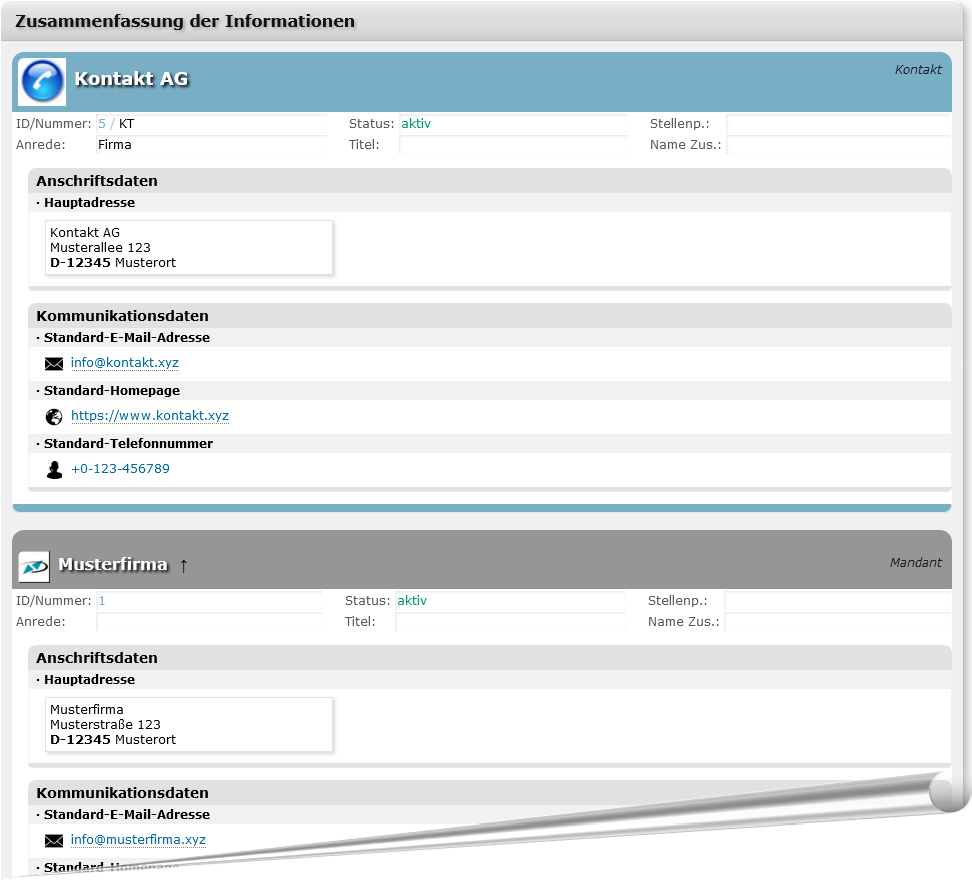 Zusammenfassung der Informationen
Kontakt AG
Kontakt
ID/Nummer: 5 / KT Status: aktiv Stellenp.:
Anrede: Firma Titel: Name Zus.:
Anschriftsdaten
· Hauptadresse
Kontakt AG
Musterallee 123
D-12345 Musterort
Kommunikationsdaten
· Standard-E-Mail-Adresse
info@kontakt.xyz
· Standard-Homepage
https://www.kontakt.xyz
· Standard-Telefonnummer
+0-123-456789
Musterfirma ↑
Mandant
ID/Nummer: 1 Status: aktiv Stellenp.:
Anrede: Titel: Name Zus.:
Anschriftsdaten
· Hauptadresse
Musterfirma
Musterstraße 123
D-12345 Musterort
Kommunikationsdaten
· Standard-E-Mail-Adresse
info@musterfirma.xyz
· Standard-Homepage